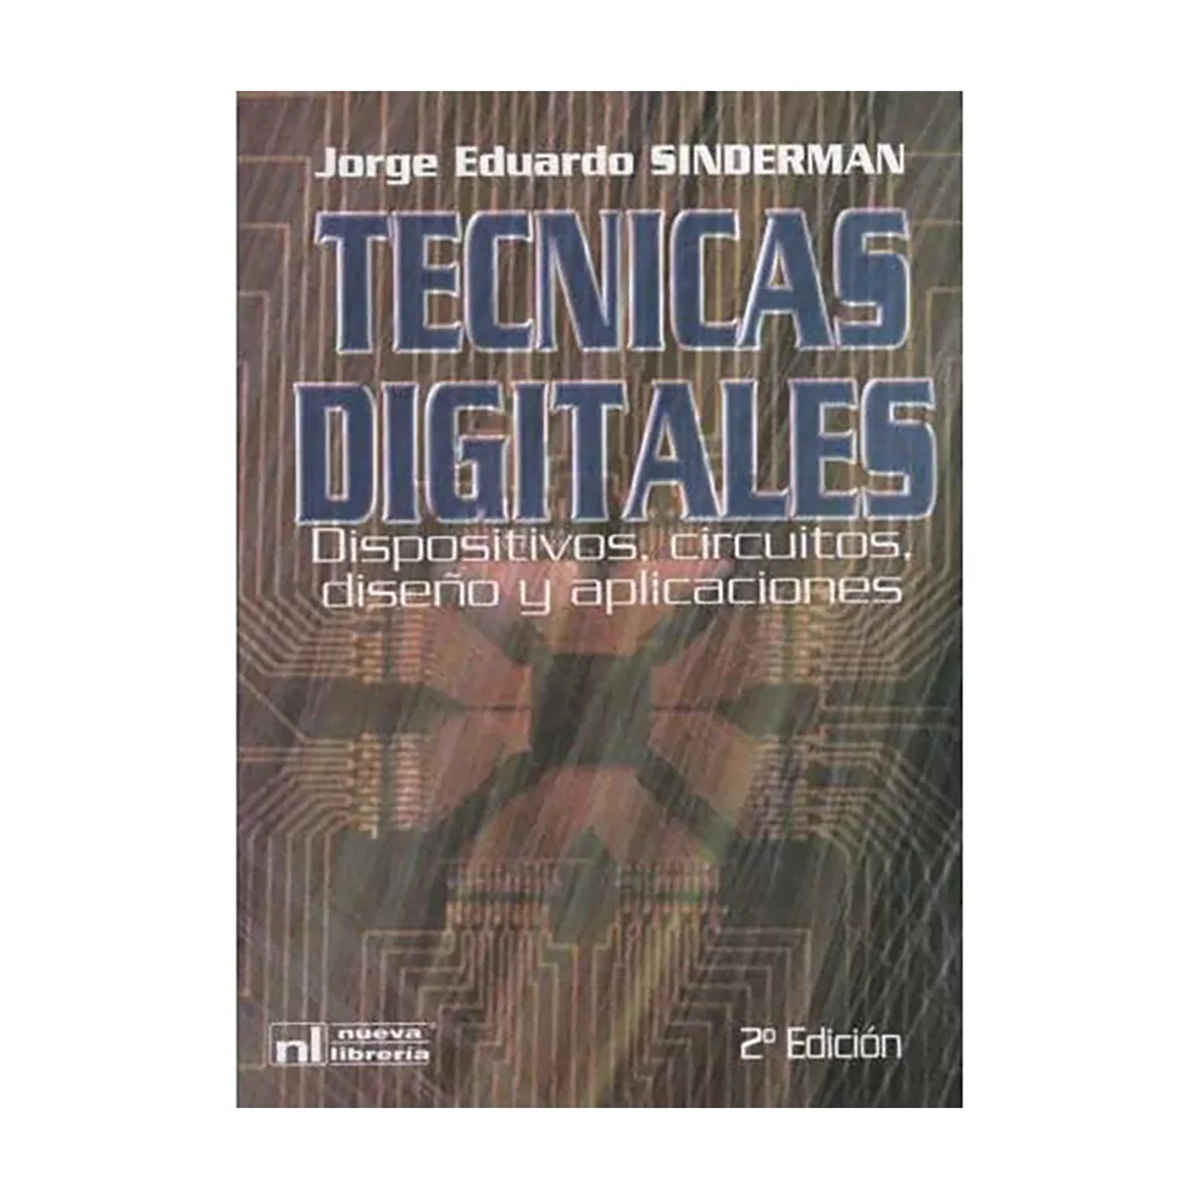 Jorge Eduardo SINDERMAN
TECNICAS
DIGITALES
Dispositivos, circuitos,
diseño y aplicaciones
nl nueva
librería
2º Edición